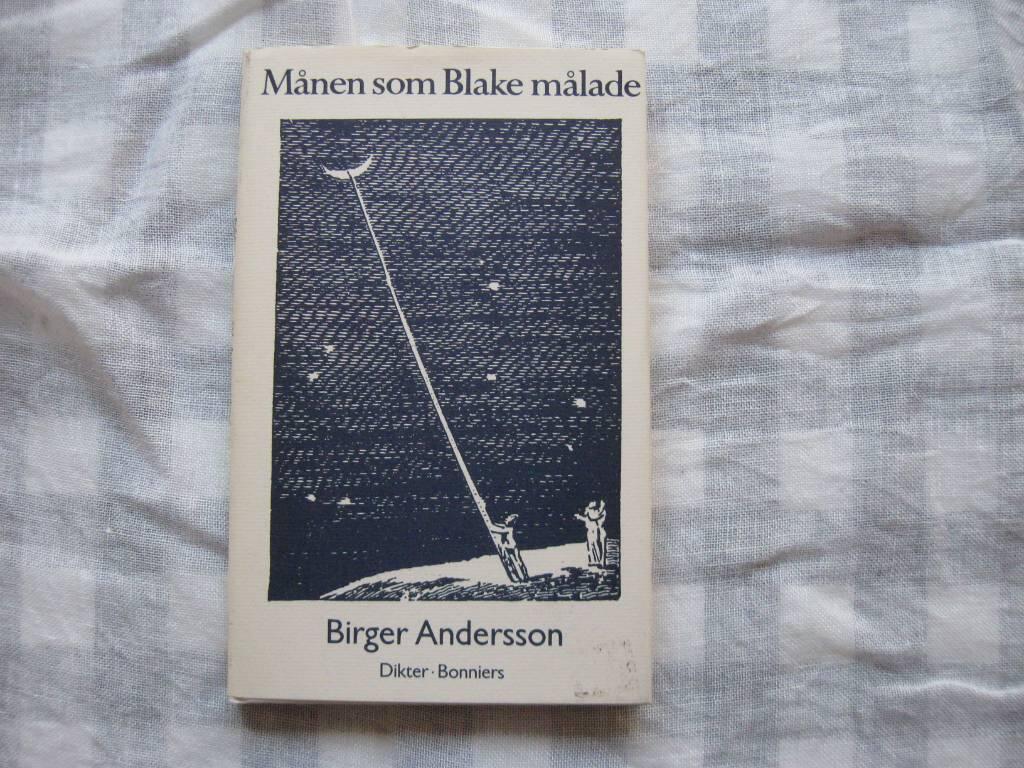 Månen som Blake målade
Birger Andersson
Dikter · Bonniers